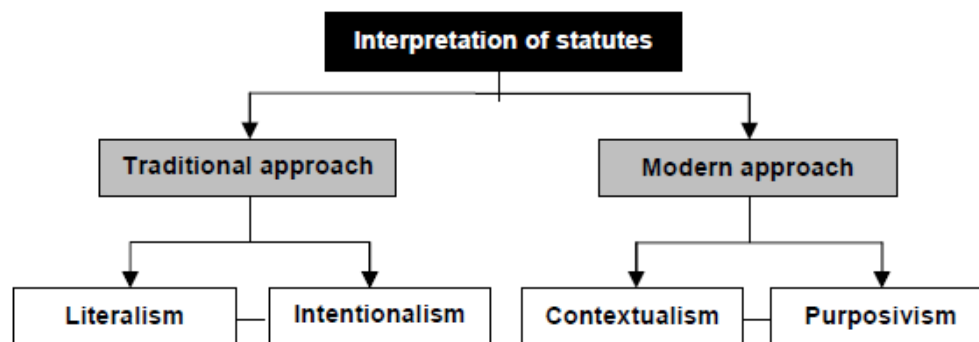 Interpretation of statutes
Traditional approach
Modern approach
Literalism
Intentionalism
Contextualism
Purposivism